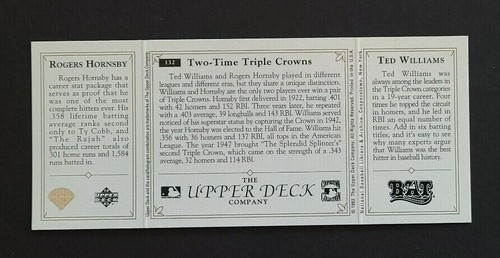 ROGERS HORNSBY
Rogers Hornsby has a
career stat package that
serves as proof that he
was one of the most
complete hitters ever. His
.358 lifetime batting
average ranks second
only to Ty Cobb, and
"The Rajah" also
produced career totals of
301 home runs and 1,584
runs batted in.
UPPER DECK
132
TWO-TIME TRIPLE CROWNS
Ted Williams and Rogers Hornsby played in different
leagues and different eras, but they share a unique distinction.
Williams and Hornsby are the only two players ever win a pair
of Triple Crowns. Hornsby first delivered in 1922, batting .401
with 42 homers and 152 RBI. Three years later, he repeated with
a .403 average, 39 longballs and 143 RBI. Williams served
noticed of his superstar status by capturing the Crown in 1942,
the year Hornsby was elected to the Hall of Fame. Williams hit
.356 with 36 homers and 137 RBI, all tops in the American
League. The year 1947 brought "The Splendid Splinter's"
second Triple Crown, which came on the strength of a .343
average, 32 homers and 114 RBI.
THE
UPPER DECK
COMPANY
TED WILLIAMS
Ted Williams was
always among the leaders
in the Triple Crown categories
in a 19-year career. Four
times he topped the circuit
in homers, and he led
in RBI an equal number of
times. Add in six batting
titles, and it's easy to see
why many experts argue
that Williams was the best
hitter in baseball history.
B.A.T.